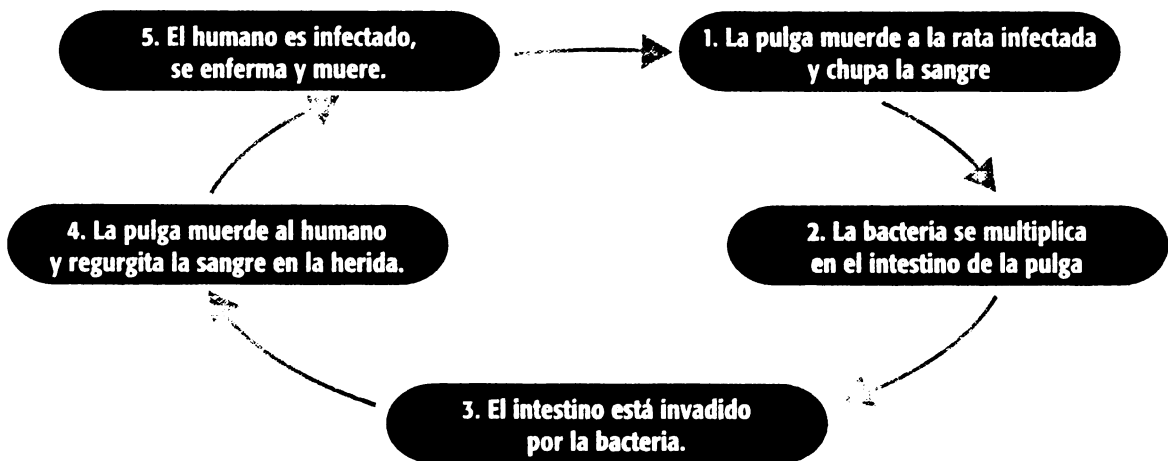 5. El humano es infectado,
se enferma y muere.
1. La pulga muerde a la rata infectada
y chupa la sangre
4. La pulga muerde al humano
y regurgita la sangre en la herida.
2. La bacteria se multiplica
en el intestino de la pulga
3. El intestino está invadido
por la bacteria.